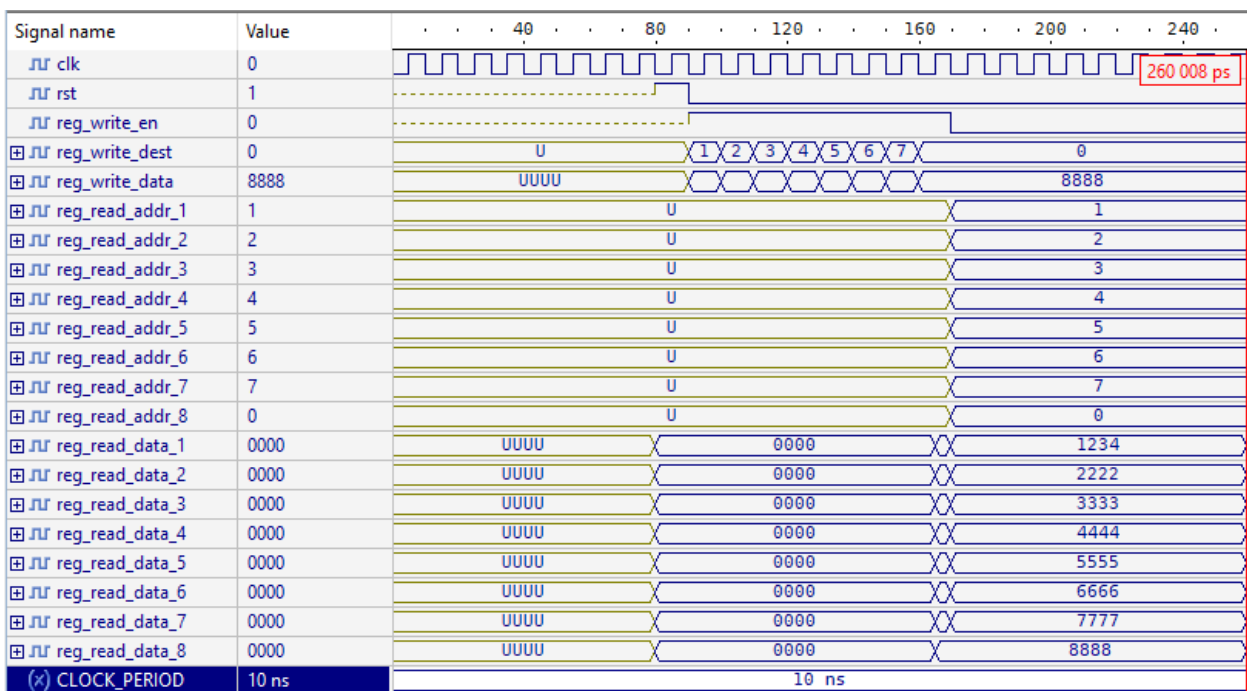 Signal name Value 40 80 120 160 200 240
clk 0 260 008 ps
rst 1
reg_write_en 0
reg_write_dest 0 U 1 2 3 4 5 6 7 0
reg_write_data 8888 UUUU 8888
reg_read_addr_1 1 U 1
reg_read_addr_2 2 U 2
reg_read_addr_3 3 U 3
reg_read_addr_4 4 U 4
reg_read_addr_5 5 U 5
reg_read_addr_6 6 U 6
reg_read_addr_7 7 U 7
reg_read_addr_8 0 U 0
reg_read_data_1 0000 UUUU 0000 1234
reg_read_data_2 0000 UUUU 0000 2222
reg_read_data_3 0000 UUUU 0000 3333
reg_read_data_4 0000 UUUU 0000 4444
reg_read_data_5 0000 UUUU 0000 5555
reg_read_data_6 0000 UUUU 0000 6666
reg_read_data_7 0000 UUUU 0000 7777
reg_read_data_8 0000 UUUU 0000 8888
(x) CLOCK_PERIOD 10 ns 10 ns